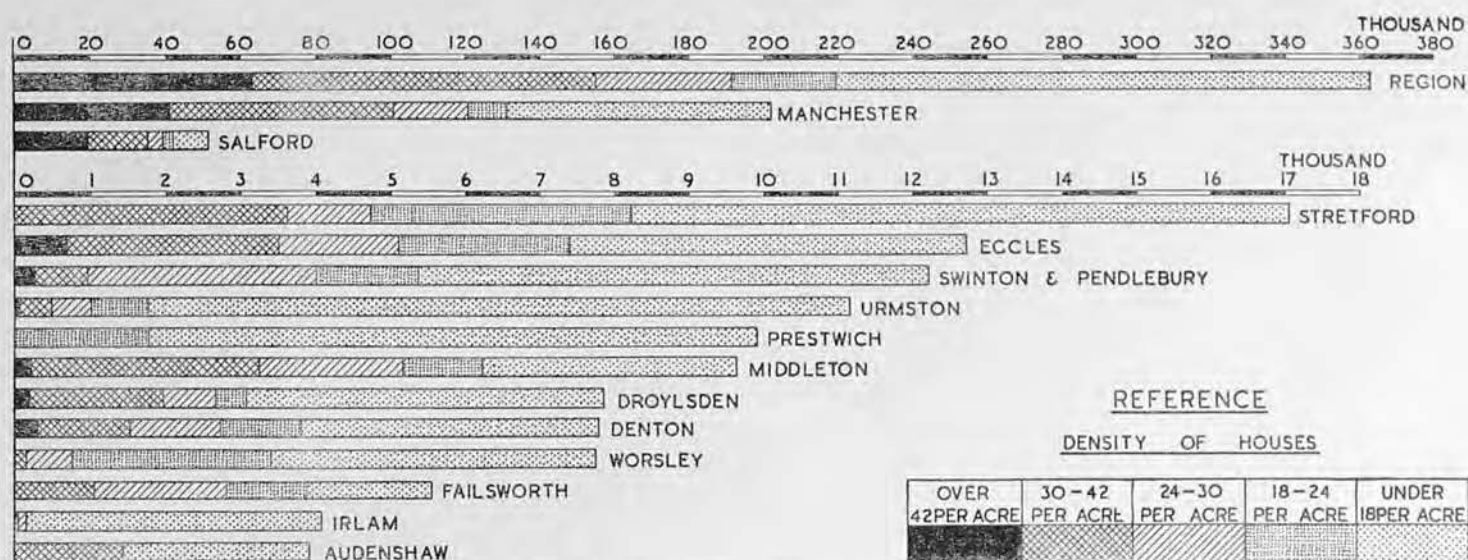 THOUSAND
0 20 40 60 80 100 120 140 160 180 200 220 240 260 280 300 320 340 360 380
REGION
MANCHESTER
SALFORD
THOUSAND
0 1 2 3 4 5 6 7 8 9 10 11 12 13 14 15 16 17 18
STRETFORD
ECCLES
SWINTON & PENDLEBURY
URMSTON
PRESTWICH
MIDDLETON
DROYLSDEN
DENTON
WORSLEY
FAILSWORTH
IRLAM
AUDENSHAW
REFERENCE
DENSITY OF HOUSES
OVER 30-42 24-30 18-24 UNDER
42 PER ACRE PER ACRE PER ACRE PER ACRE 18 PER ACRE